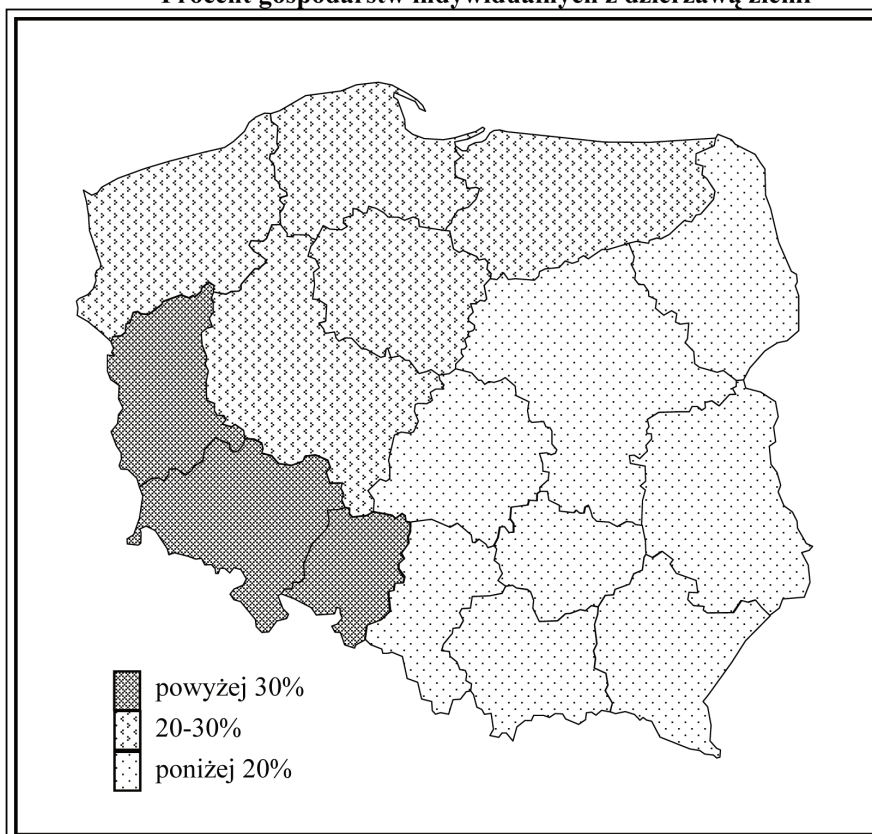 Procent gospodarstw indywidualnych z dzierżawą ziemi
powyżej 30%
20-30%
poniżej 20%